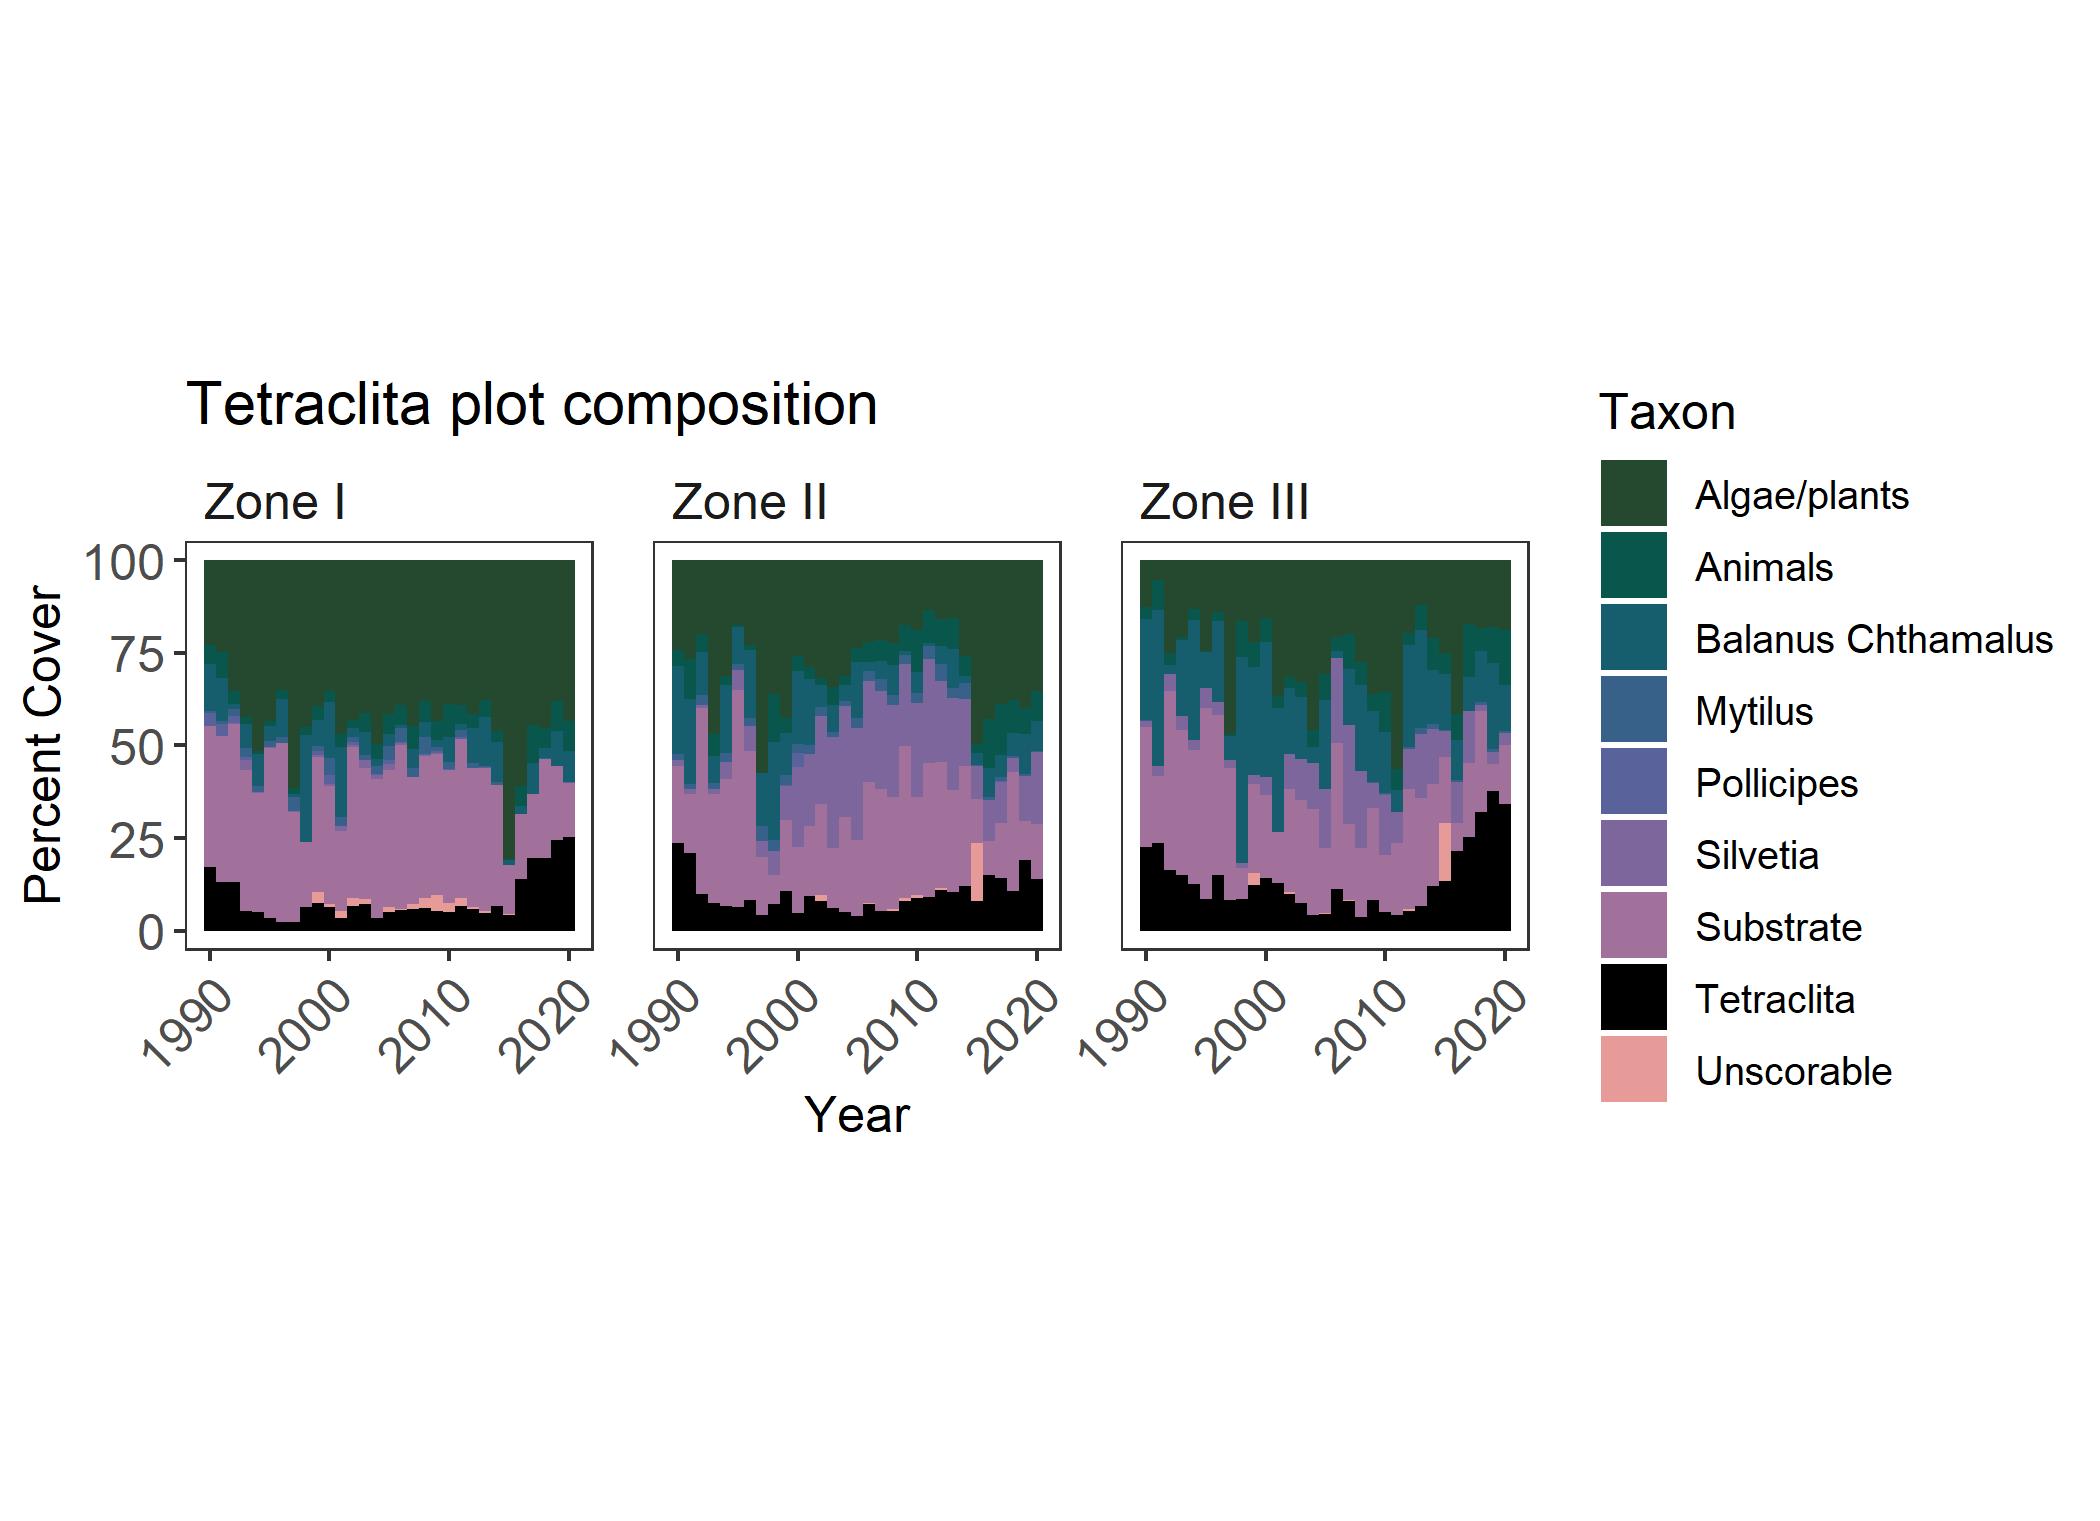 Tetraclita plot composition
Zone I
Zone II
Zone III
Percent Cover
100
75
50
25
0
1990
2000
2010
2020
1990
2000
2010
2020
1990
2000
2010
2020
Year
Taxon
Algae/plants
Animals
Balanus Chthamalus
Mytilus
Pollicipes
Silvetia
Substrate
Tetraclita
Unscorable